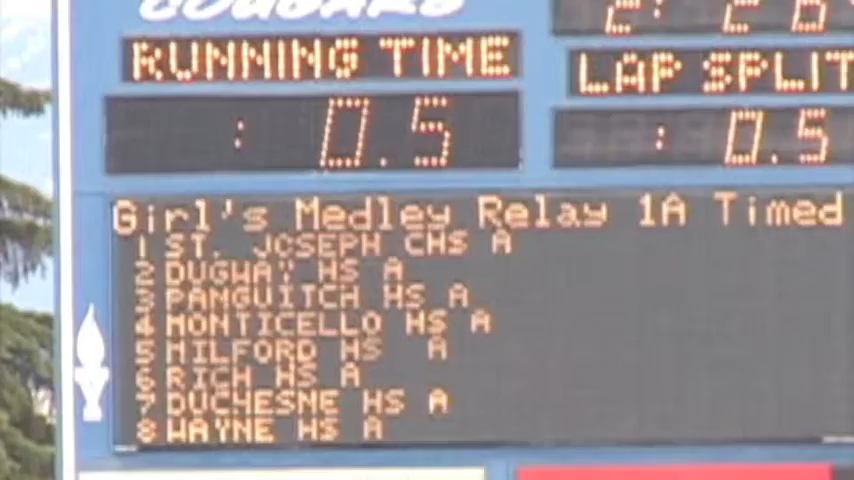 COUGARS
RUNNING TIME
LAP SPLIT
: 0.5
: 0.5
Girl's Medley Relay 1A Timed
1 ST. JOSEPH CHS A
2 DUGWAY HS A
3 PANGUITCH HS A
4 MONTICELLO HS A
5 MILFORD HS A
6 RICH HS A
7 DUCHESNE HS A
8 WAYNE HS A